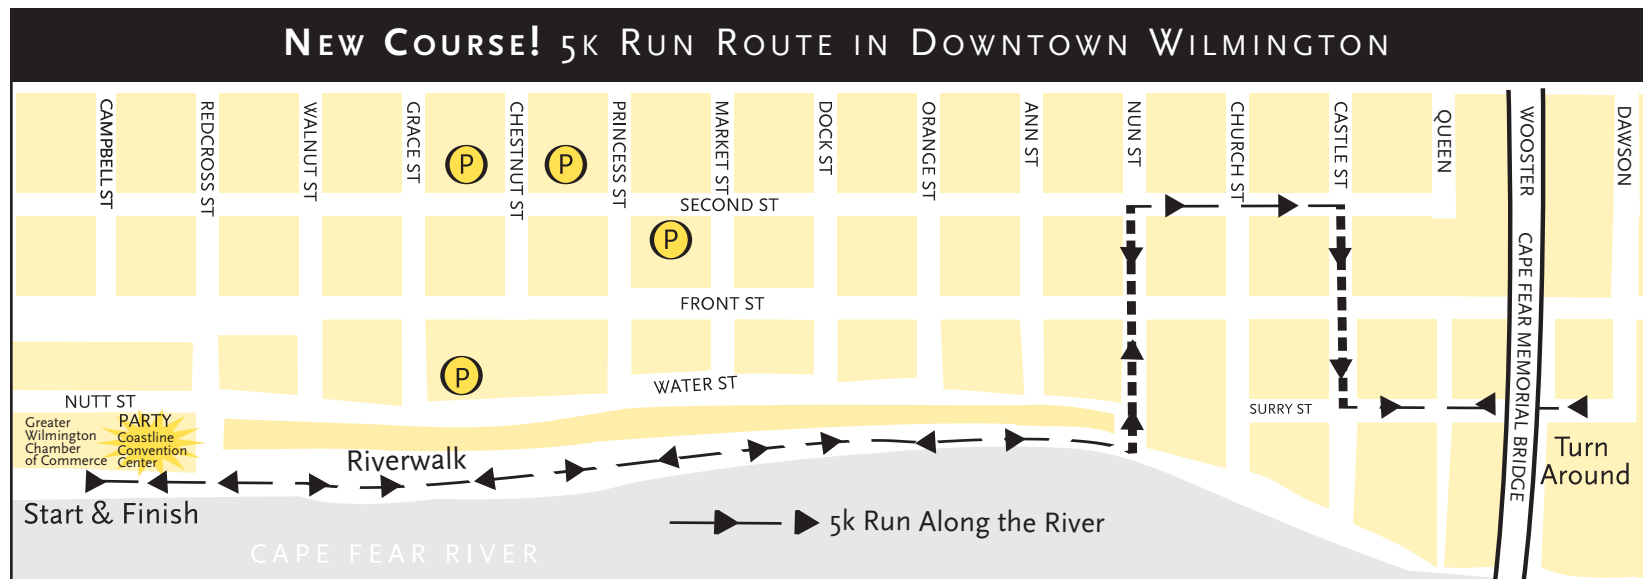 NEW COURSE! 5K RUN ROUTE IN DOWNTOWN WILMINGTON
CAMPBELL ST
REDCROSS ST
WALNUT ST
GRACE ST
CHESTNUT ST
PRINCESS ST
MARKET ST
DOCK ST
ORANGE ST
ANN ST
NUN ST
CHURCH ST
CASTLE ST
QUEEN
WOOSTER
DAWSON
P
P
SECOND ST
P
CAPE FEAR MEMORIAL BRIDGE
FRONT ST
P
WATER ST
NUTT ST
SURRY ST
Greater
Wilmington
Chamber
of Commerce
PARTY
Coastline
Convention
Center
Riverwalk
Turn
Around
Start & Finish
5k Run Along the River
CAPE FEAR RIVER